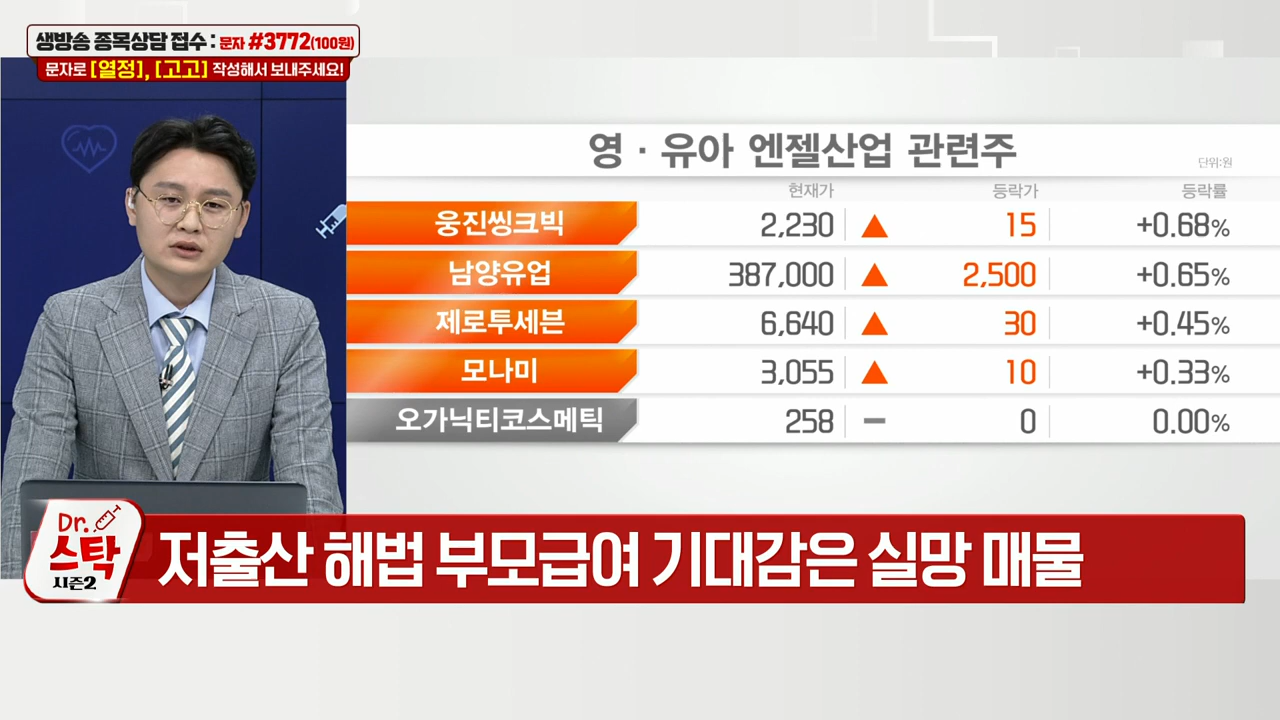 생방송 종목상담 접수 : 문자 #3772(100원)
문자로 [열정], [고고] 작성해서 보내주세요!
영·유아 엔젤산업 관련주
단위:원
현재가 등락가 등락률
웅진씽크빅 2,230 ▲ 15 +0.68%
남양유업 387,000 ▲ 2,500 +0.65%
제로투세븐 6,640 ▲ 30 +0.45%
모나미 3,055 ▲ 10 +0.33%
오가닉티코스메틱 258 – 0 0.00%
Dr.
스탁
시즌2
저출산 해법 부모급여 기대감은 실망 매물